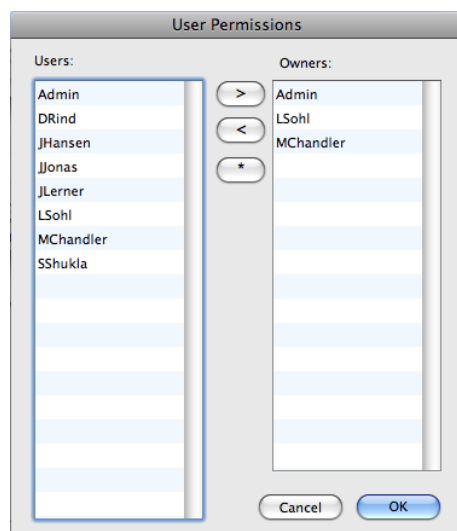 User Permissions
Users:
Owners:
Admin
DRind
JHansen
JJonas
JLerner
LSohl
MChandler
SShukla
>
<
*
Admin
LSohl
MChandler
Cancel
OK